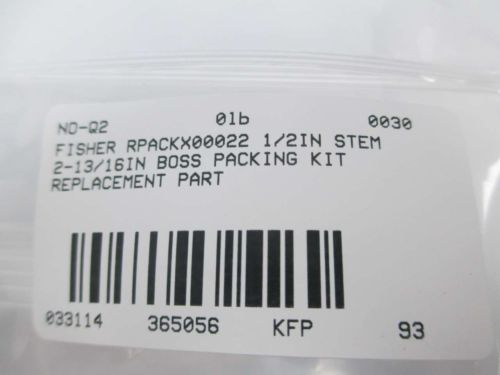 NO-Q2 01b 0030
FISHER RPACKX00022 1/2IN STEM
2-13/16IN BOSS PACKING KIT
REPLACEMENT PART
033114 365056 KFP 93